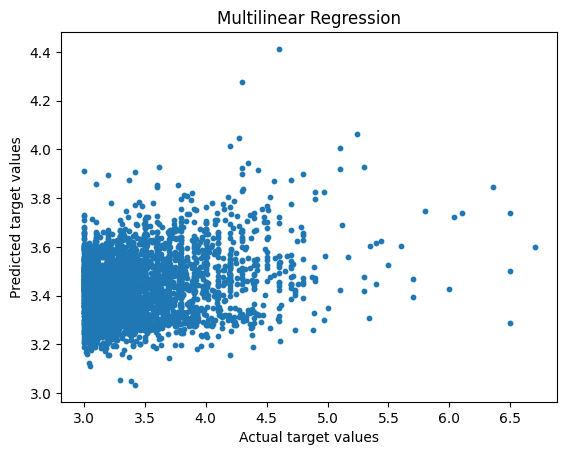 Multilinear Regression
Predicted target values
4.4
4.2
4.0
3.8
3.6
3.4
3.2
3.0
3.0 3.5 4.0 4.5 5.0 5.5 6.0 6.5
Actual target values